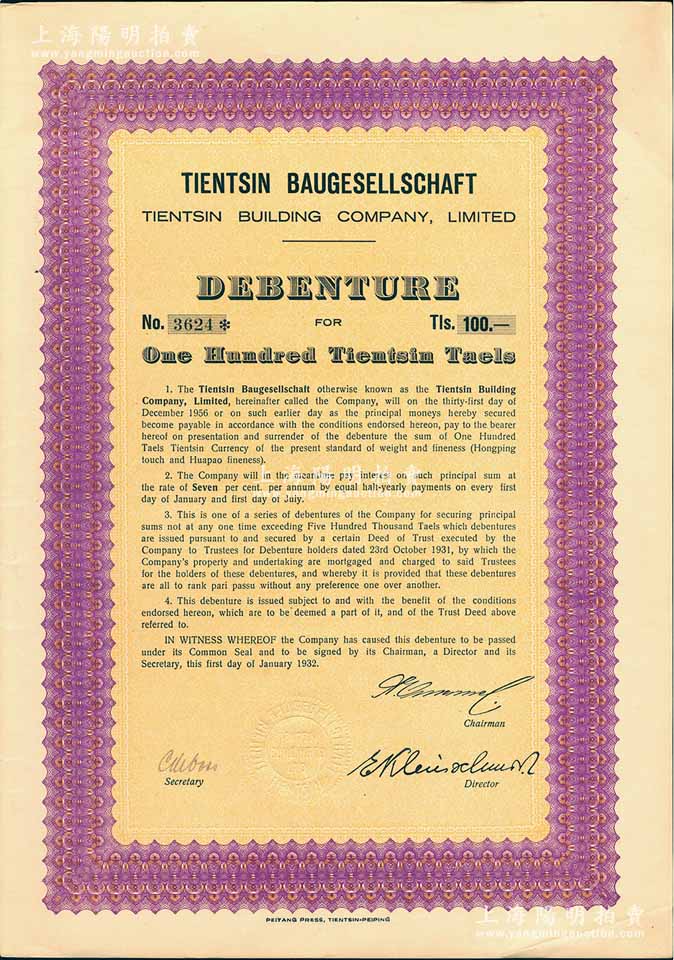 上海陽明拍賣
www.yangmingauction.com
TIENTSIN BAUGESELLSCHAFT
TIENTSIN BUILDING COMPANY, LIMITED
DEBENTURE
No. 3624 * FOR Tls. 100.—
One Hundred Tientsin Taels
1. The Tientsin Baugesellschaft otherwise known as the Tientsin Building
Company, Limited, hereinafter called the Company, will on the thirty-first day of
December 1956 or on such earlier day as the principal moneys hereby secured
become payable in accordance with the conditions endorsed hereon, pay to the bearer
hereof on presentation and surrender of the debenture the sum of One Hundred
Taels Tientsin Currency of the present standard of weight and fineness (Hongping
touch and Huapao fineness).
2. The Company will in the meantime pay interest on such principal sum at
the rate of Seven per cent. per annum by equal half-yearly payments on every first
day of January and first day of July.
3. This is one of a series of debentures of the Company for securing principal
sums not at any one time exceeding Five Hundred Thousand Taels which debentures
are issued pursuant to and secured by a certain Deed of Trust executed by the
Company to Trustees for Debenture holders dated 23rd October 1931, by which the
Company's property and undertaking are mortgaged and charged to said Trustees
for the holders of these debentures, and whereby it is provided that these debentures
are all to rank pari passu without any preference one over another.
4. This debenture is issued subject to and with the benefit of the conditions
endorsed hereon, which are to be deemed a part of it, and of the Trust Deed above
referred to.
IN WITNESS WHEREOF the Company has caused this debenture to be passed
under its Common Seal and to be signed by its Chairman, a Director and its
Secretary, this first day of January 1932.
Chairman
EKleinschmidt
Secretary
Director
PEIYANG PRESS, TIENTSIN-PEIPING
上海陽明拍賣
www.yangmingauction.com